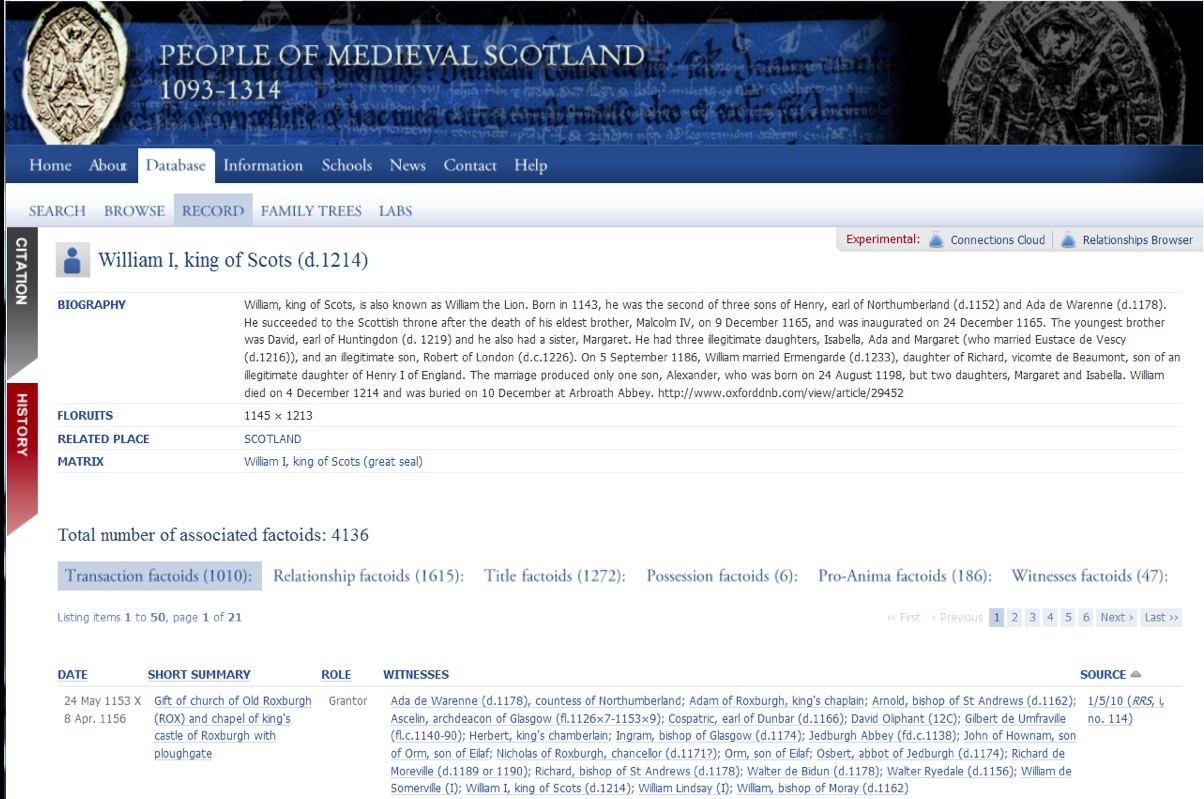 PEOPLE OF MEDIEVAL SCOTLAND
1093-1314
Home About Database Information Schools News Contact Help
SEARCH BROWSE RECORD FAMILY TREES LABS
CITATION
HISTORY
Experimental: Connections Cloud Relationships Browser
William I, king of Scots (d.1214)
BIOGRAPHY William, king of Scots, is also known as William the Lion. Born in 1143, he was the second of three sons of Henry, earl of Northumberland (d.1152) and Ada de Warenne (d.1178).
He succeeded to the Scottish throne after the death of his eldest brother, Malcolm IV, on 9 December 1165, and was inaugurated on 24 December 1165. The youngest brother
was David, earl of Huntingdon (d. 1219) and he also had a sister, Margaret. He had three illegitimate daughters, Isabella, Ada and Margaret (who married Eustace de Vescy
(d.1216)), and an illegitimate son, Robert of London (d.c.1226). On 5 September 1186, William married Ermengarde (d.1233), daughter of Richard, vicomte de Beaumont, son of an
illegitimate daughter of Henry I of England. The marriage produced only one son, Alexander, who was born on 24 August 1198, but two daughters, Margaret and Isabella. William
died on 4 December 1214 and was buried on 10 December at Arbroath Abbey. http://www.oxforddnb.com/view/article/29452
FLORUITS 1145 × 1213
RELATED PLACE SCOTLAND
MATRIX William I, king of Scots (great seal)
Total number of associated factoids: 4136
Transaction factoids (1010): Relationship factoids (1615): Title factoids (1272): Possession factoids (6): Pro-Anima factoids (186): Witnesses factoids (47):
Listing items 1 to 50, page 1 of 21 ‹‹ First ‹ Previous 1 2 3 4 5 6 Next › Last ››
DATE SHORT SUMMARY ROLE WITNESSES SOURCE
24 May 1153 X Gift of church of Old Roxburgh Grantor Ada de Warenne (d.1178), countess of Northumberland; Adam of Roxburgh, king's chaplain; Arnold, bishop of St Andrews (d.1162); 1/5/10 (RRS, i,
8 Apr. 1156 (ROX) and chapel of king's Ascelin, archdeacon of Glasgow (fl.1126×7-1153×9); Cospatric, earl of Dunbar (d.1166); David Oliphant (12C); Gilbert de Umfraville no. 114)
castle of Roxburgh with (fl.c.1140-90); Herbert, king's chamberlain; Ingram, bishop of Glasgow (d.1174); Jedburgh Abbey (fd.c.1138); John of Hownam, son
ploughgate of Orm, son of Eilaf; Nicholas of Roxburgh, chancellor (d.1171?); Orm, son of Eilaf; Osbert, abbot of Jedburgh (d.1174); Richard de
Moreville (d.1189 or 1190); Richard, bishop of St Andrews (d.1178); Walter de Bidun (d.1178); Walter Ryedale (d.1156); William de
Somerville (I); William I, king of Scots (d.1214); William Lindsay (I); William, bishop of Moray (d.1162)